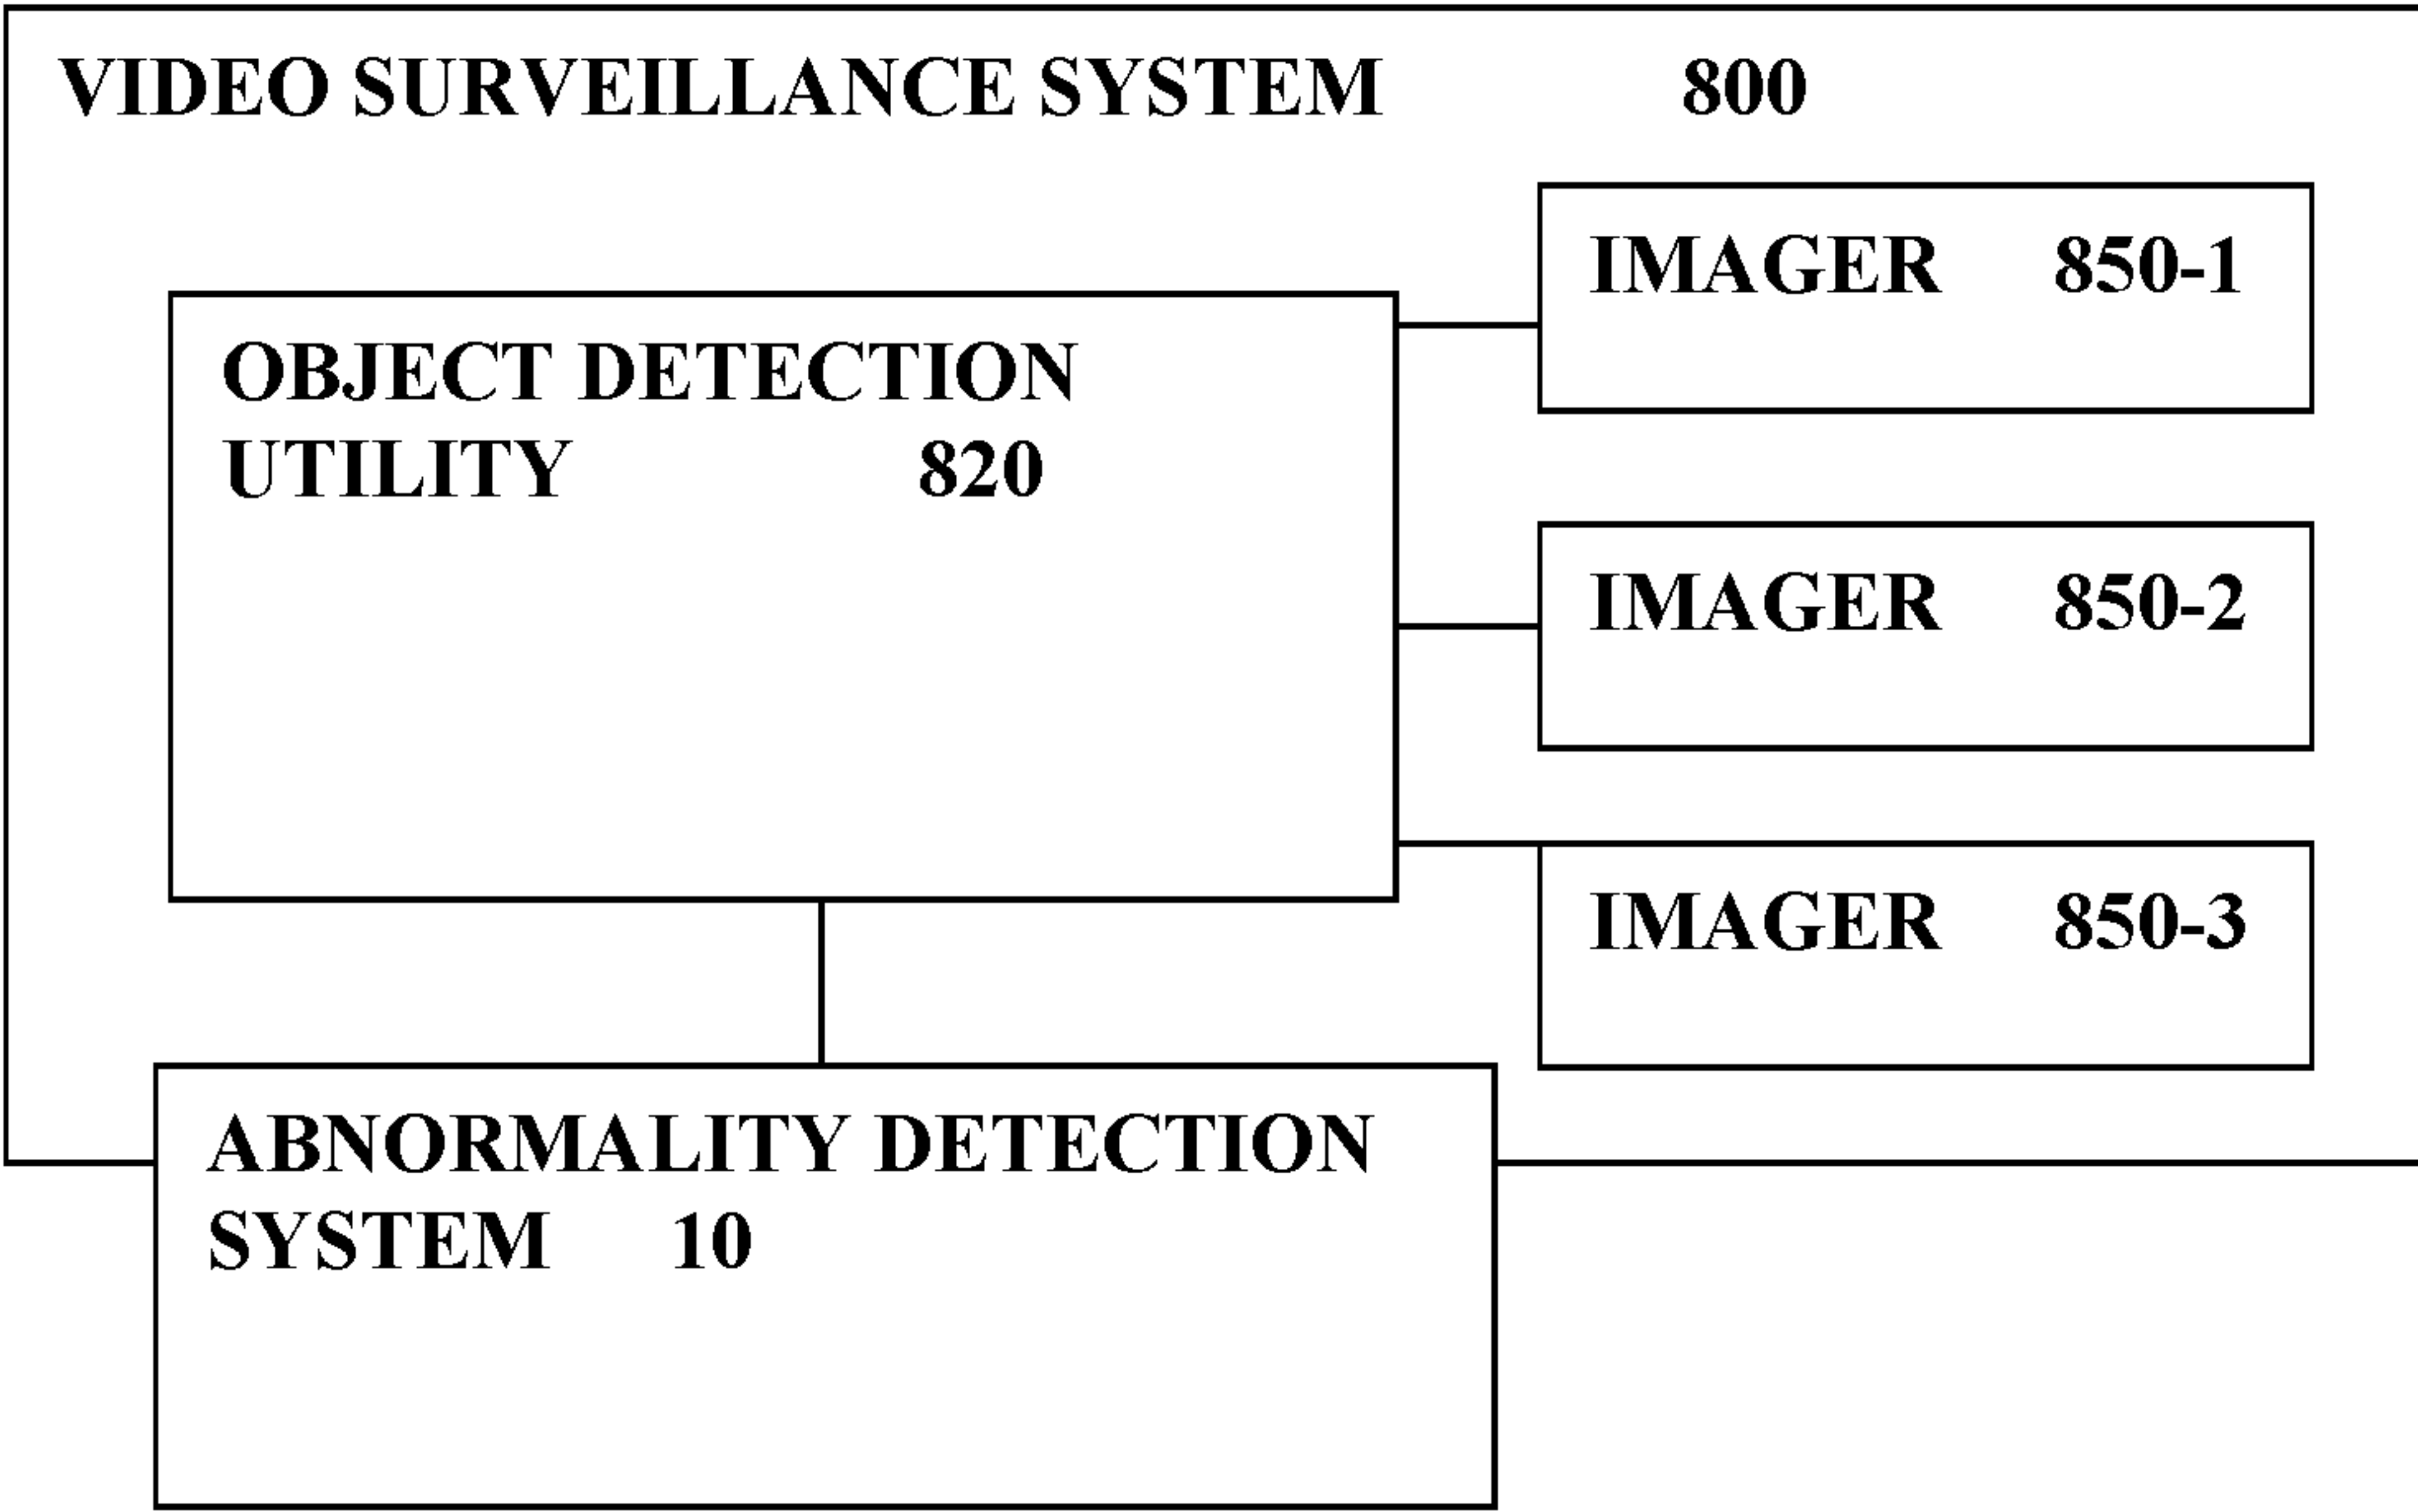 VIDEO SURVEILLANCE SYSTEM 800
IMAGER 850-1
OBJECT DETECTION
UTILITY 820
IMAGER 850-2
IMAGER 850-3
ABNORMALITY DETECTION
SYSTEM 10